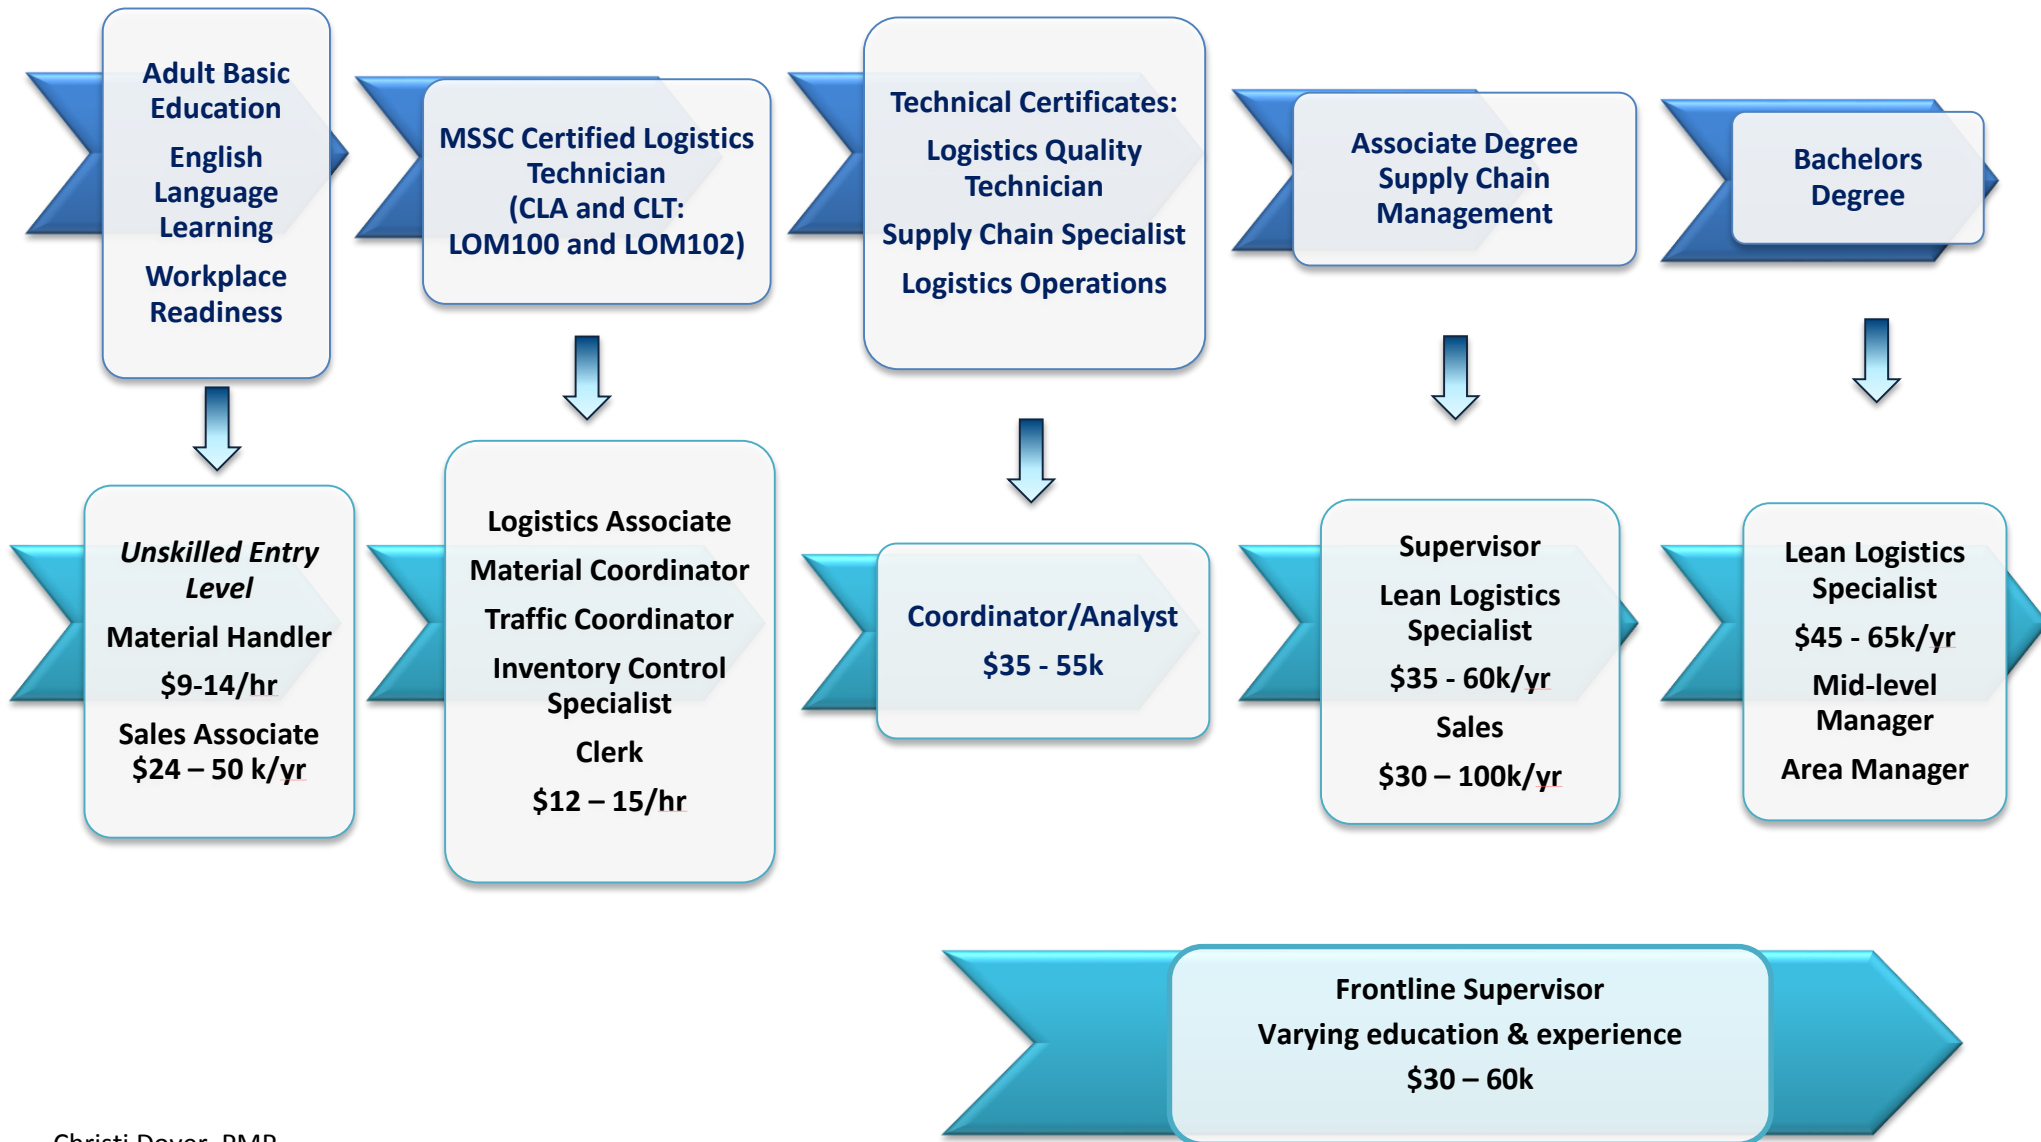 Adult Basic
Education
English
Language
Learning
Workplace
Readiness
MSSC Certified Logistics
Technician
(CLA and CLT:
LOM100 and LOM102)
Technical Certificates:
Logistics Quality
Technician
Supply Chain Specialist
Logistics Operations
Associate Degree
Supply Chain
Management
Bachelors
Degree
Unskilled Entry
Level
Material Handler
$9-14/hr
Sales Associate
$24 – 50 k/yr
Logistics Associate
Material Coordinator
Traffic Coordinator
Inventory Control
Specialist
Clerk
$12 – 15/hr
Coordinator/Analyst
$35 - 55k
Supervisor
Lean Logistics
Specialist
$35 - 60k/yr
Sales
$30 – 100k/yr
Lean Logistics
Specialist
$45 - 65k/yr
Mid-level
Manager
Area Manager
Frontline Supervisor
Varying education & experience
$30 – 60k
Christi Dover, PMP